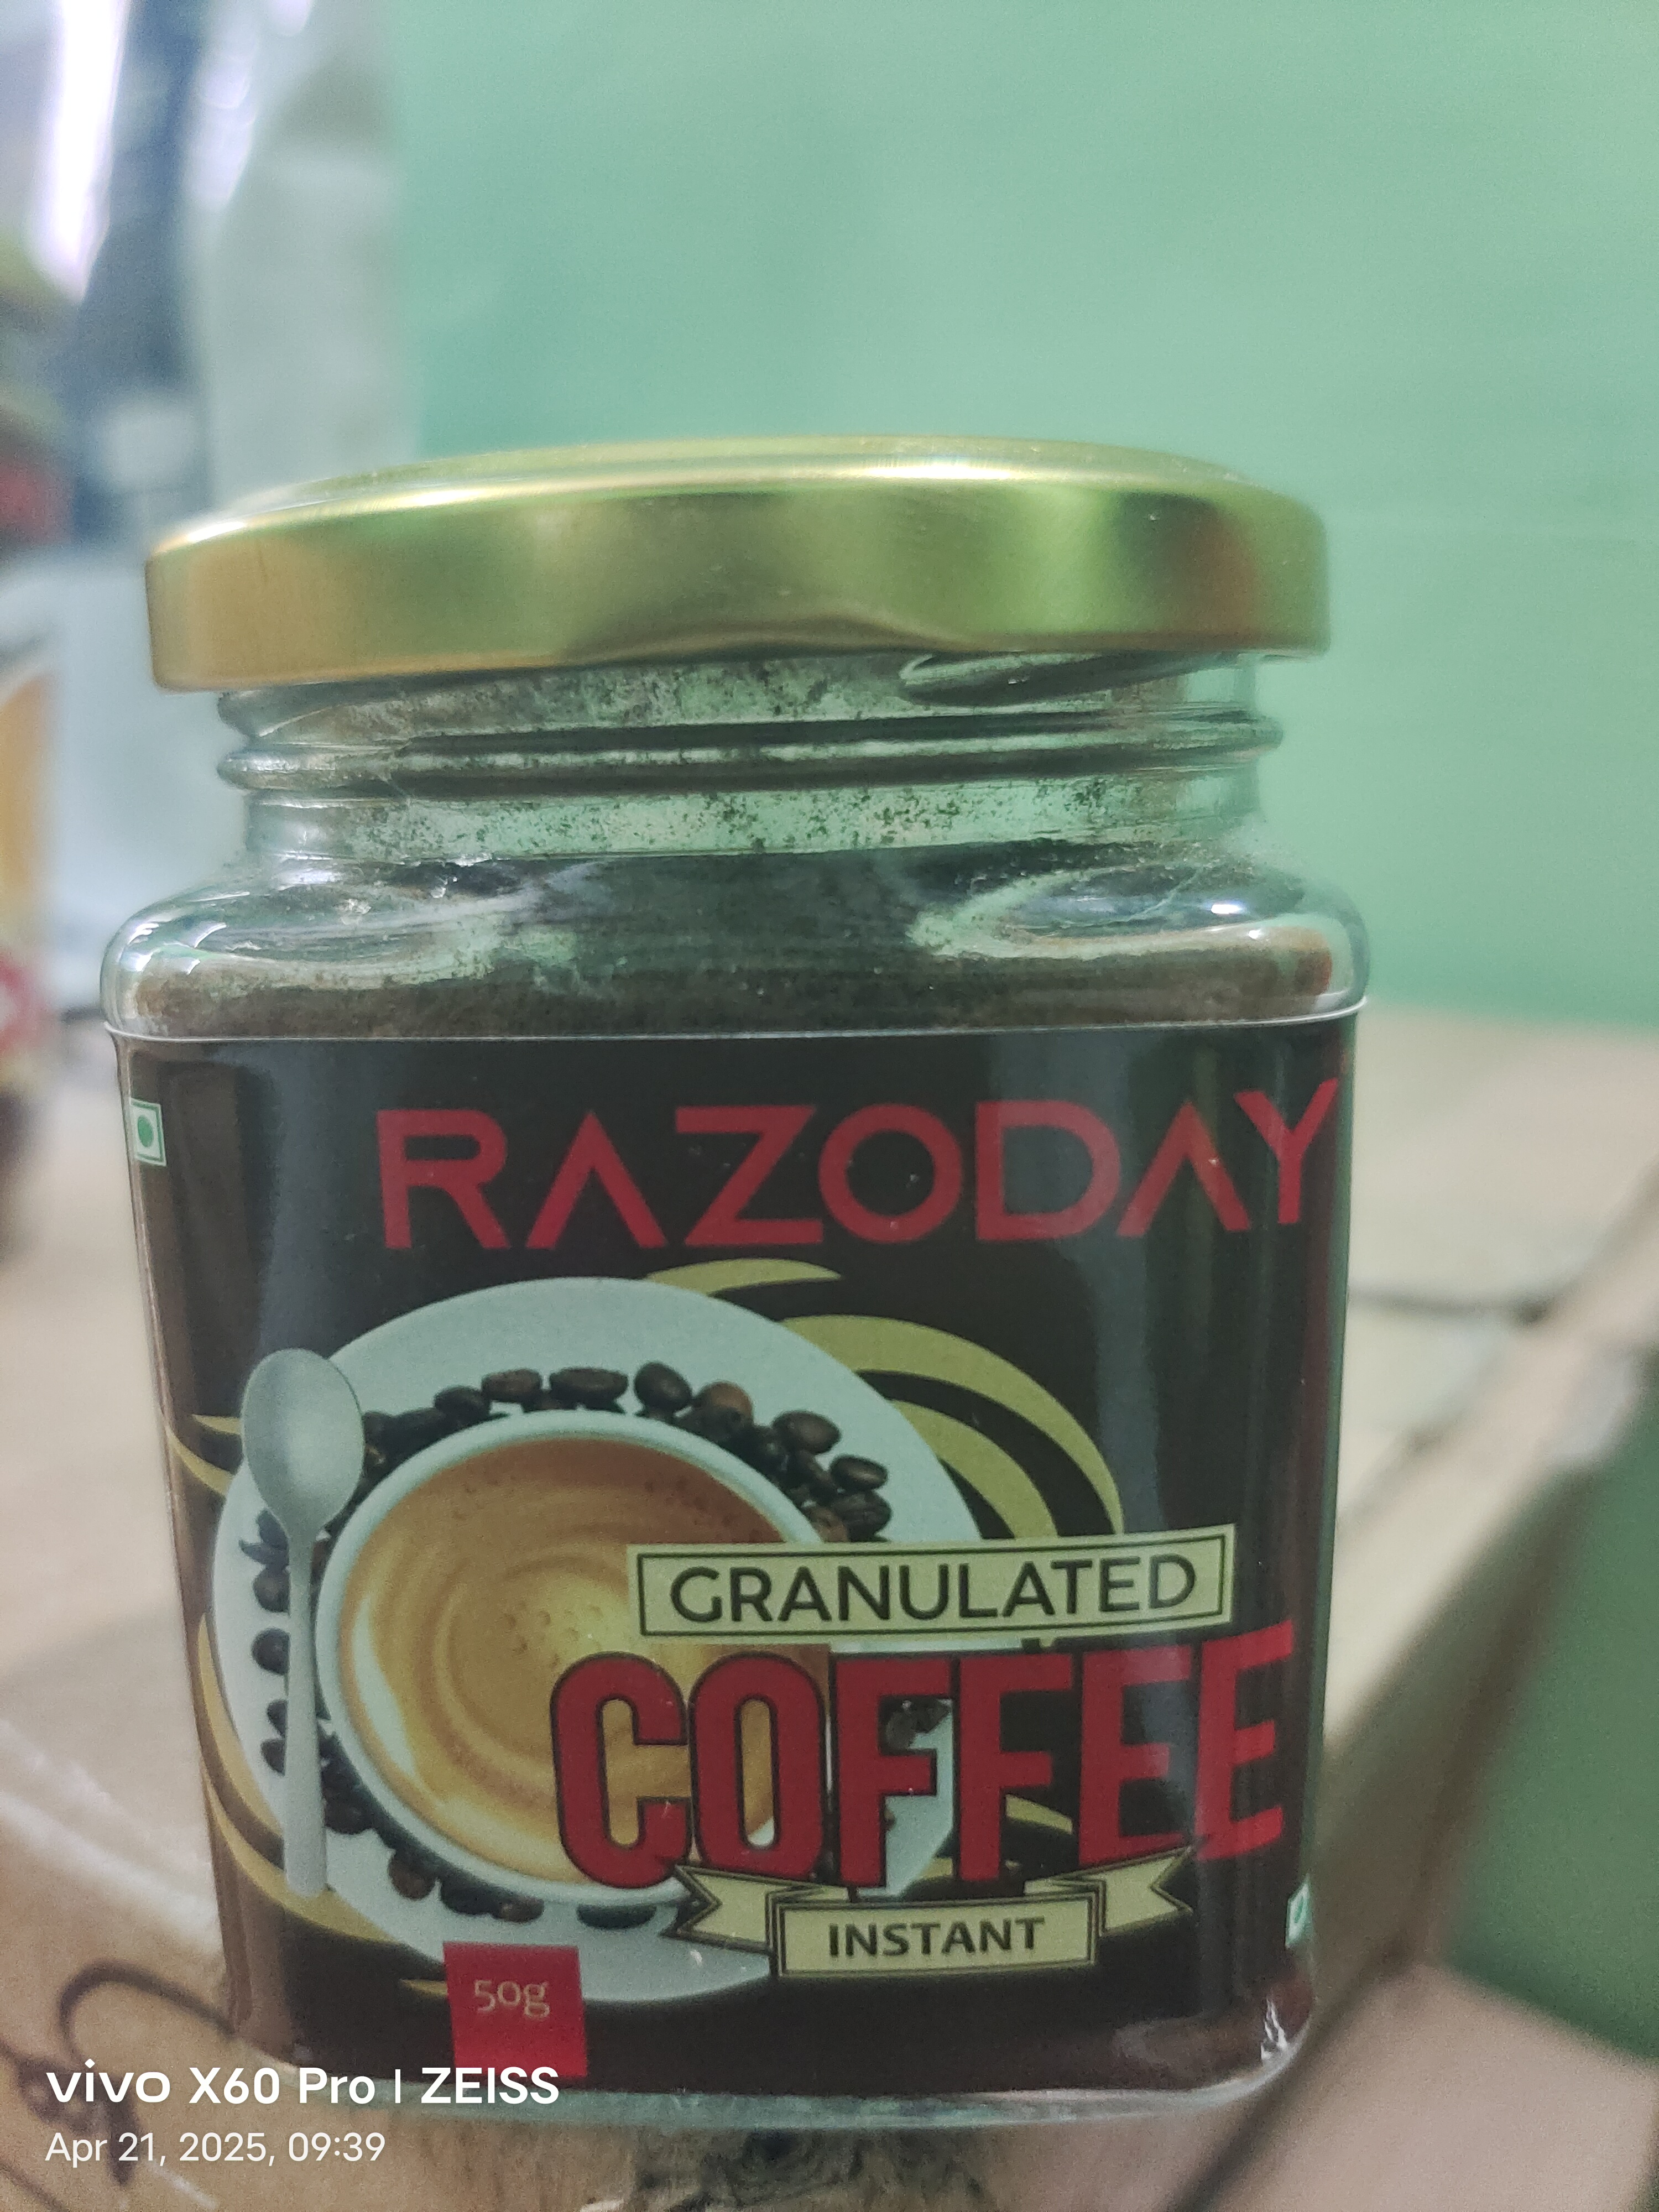 RAZODAY
GRANULATED
COFFEE
INSTANT
50g
vivo X60 Pro | ZEISS
Apr 21, 2025, 09:39